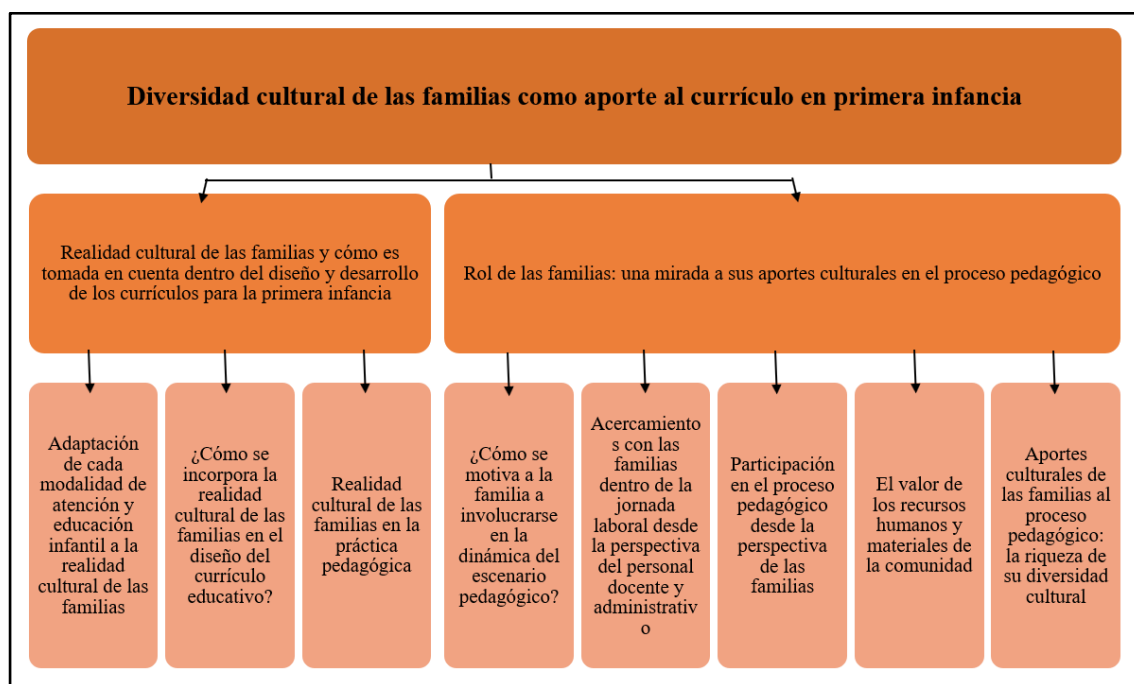 Diversidad cultural de las familias como aporte al currículo en primera infancia
Realidad cultural de las familias y cómo es
tomada en cuenta dentro del diseño y desarrollo
de los currículos para la primera infancia
Rol de las familias: una mirada a sus aportes culturales en el proceso pedagógico
Adaptación
de cada
modalidad de
atención y
educación
infantil a la
realidad
cultural de las
familias
¿Cómo se
incorpora la
realidad
cultural de las
familias en el
diseño del
currículo
educativo?
Realidad
cultural de
las familias en
la práctica
pedagógica
¿Cómo se
motiva a la
familia a
involucrarse
en la
dinámica del
escenario
pedagógico?
Acercamiento
s con las
familias
dentro de la
jornada
laboral desde
la perspectiva
del personal
docente y
administrativ
o
Participación
en el proceso
pedagógico
desde la
perspectiva
de las
familias
El valor de
los recursos
humanos y
materiales de
la comunidad
Aportes
culturales de
las familias al
proceso
pedagógico:
la riqueza de
su diversidad
cultural